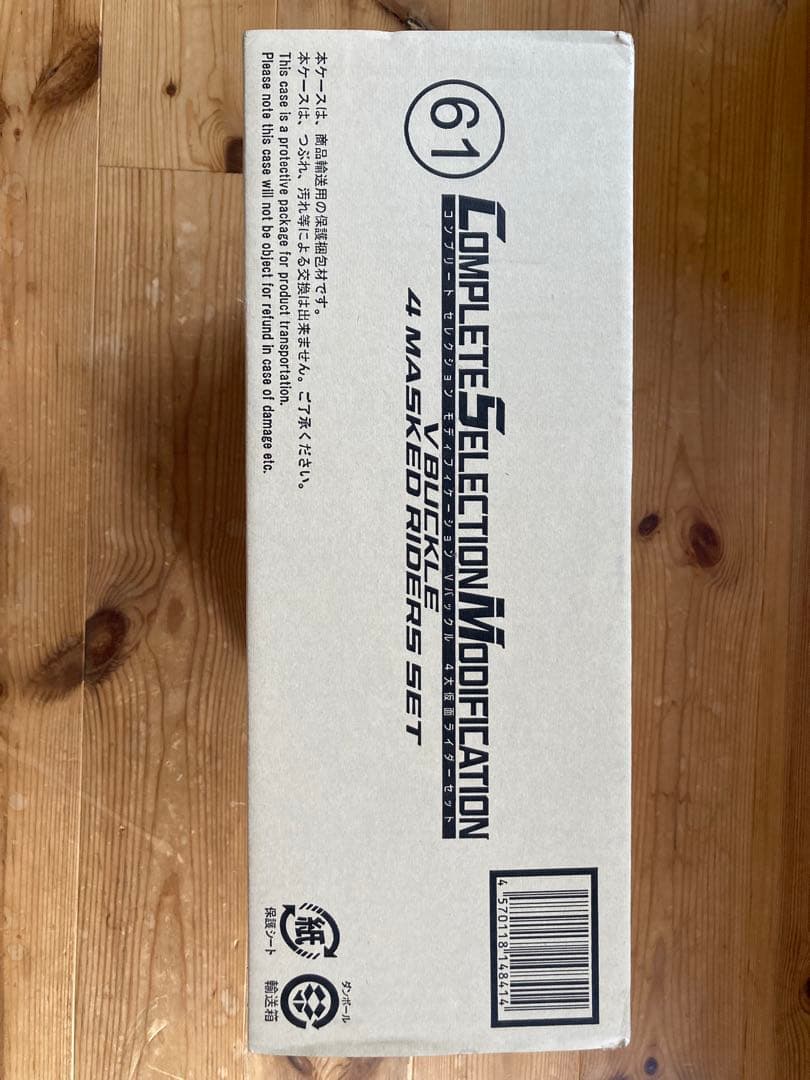 61
COMPLETE SELECTION MODIFICATION
コンプリート セレクション モディフィケーション Vバックル 4大仮面ライダーセット
V BUCKLE
4 MASKED RIDERS SET
本ケースは、商品輸送用の保護梱包材です。
本ケースは、つぶれ、汚れ等による交換は出来ません。ご了承ください。
This case is a protective package for product transportation.
Please note this case will not be object for refund in case of damage etc.
4 570118 148414
紙
保護シート
ダンボール
輸送箱